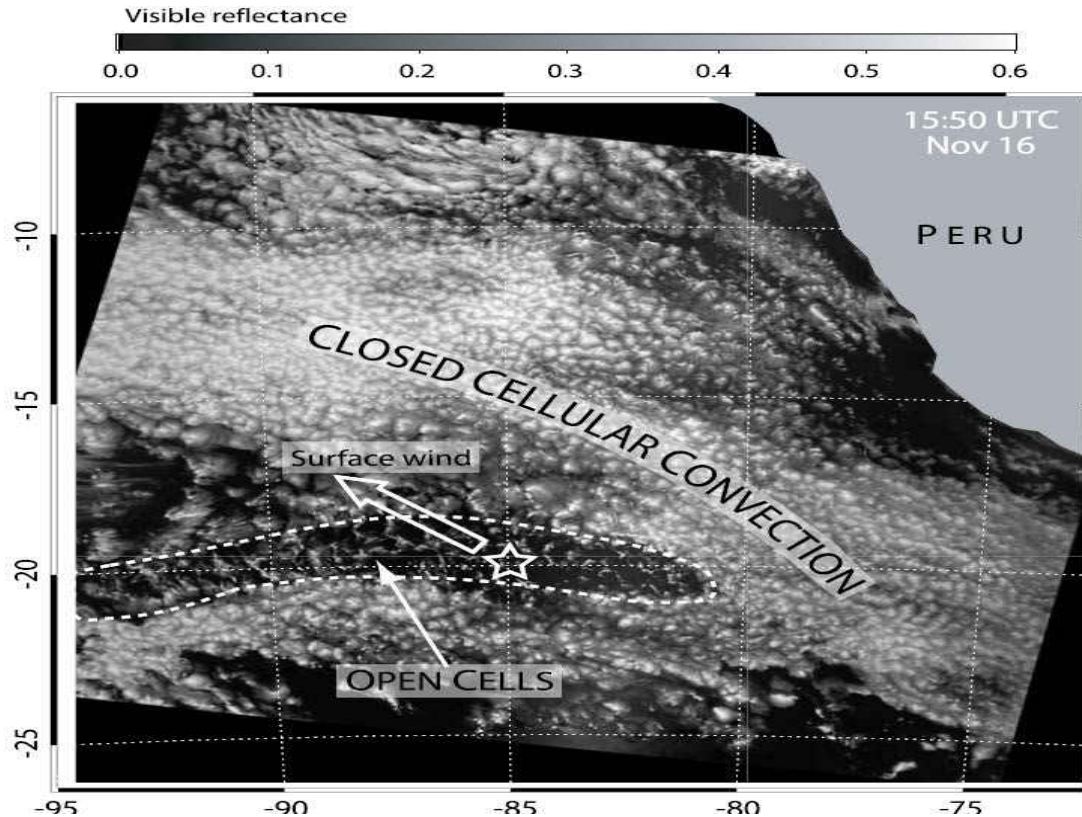 Visible reflectance
0.0 0.1 0.2 0.3 0.4 0.5 0.6
15:50 UTC
Nov 16
PERU
-10
CLOSED CELLULAR CONVECTION
-15
Surface wind
-20
OPEN CELLS
-25
-95 -90 -85 -80 -75